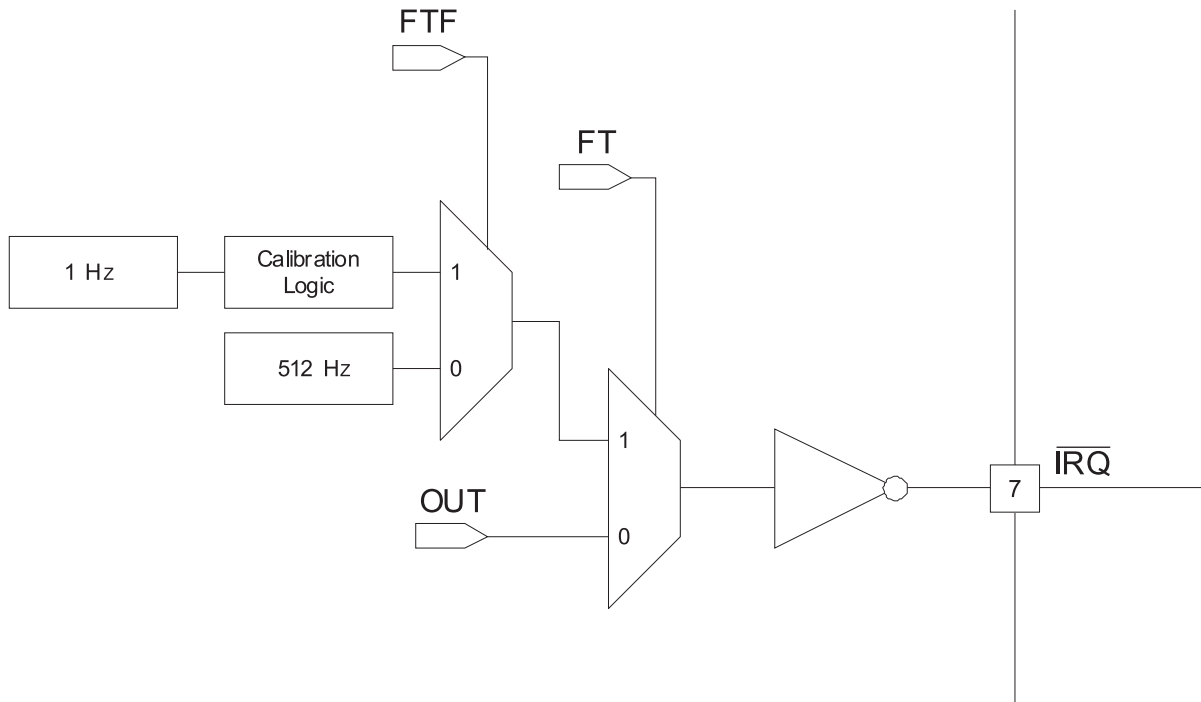 FTF
FT
1 Hz
Calibration
Logic
1
512 Hz
0
1
IRQ
7
OUT
0